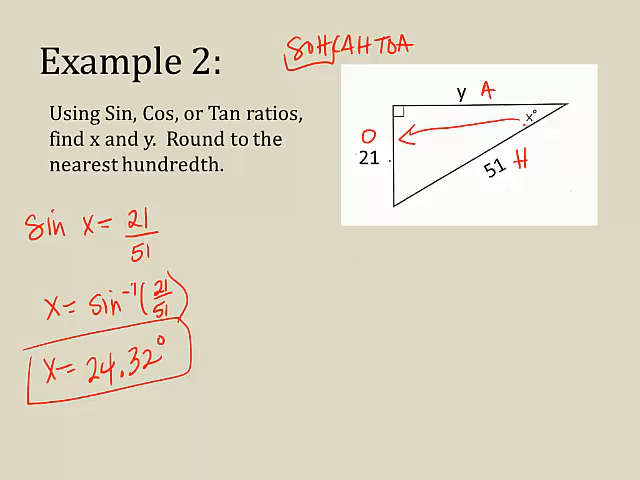 SOHCAHTOA
Example 2:
Using Sin, Cos, or Tan ratios,
find x and y. Round to the
nearest hundredth.
y A
x°
O
21
51 H
sin x = 21/51
x = sin⁻¹(21/51)
x = 24.32°